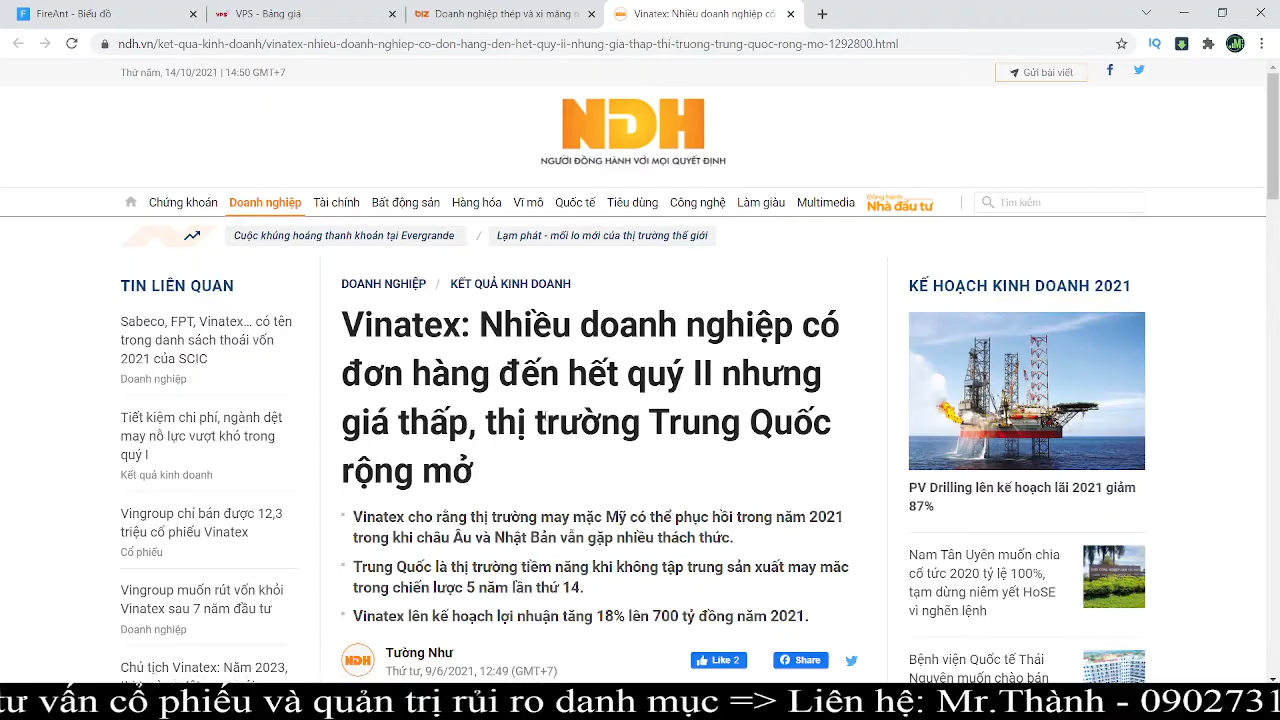 FireAnt - Biểu đồ
VPS - Bảng giá
Doanh nghiệp thép và xi măng n
Vinatex: Nhiều doanh nghiệp có
ndh.vn/ket-qua-kinh-doanh/vinatex-nhieu-doanh-nghiep-co-don-hang-den-het-quy-ii-nhung-gia-thap-thi-truong-trung-quoc-rong-mo-1292800.html
Thứ năm, 14/10/2021 | 14:50 GMT+7
Gửi bài viết
NDH
NGƯỜI ĐỒNG HÀNH VỚI MỌI QUYẾT ĐỊNH
Chứng khoán Doanh nghiệp Tài chính Bất động sản Hàng hóa Vĩ mô Quốc tế Tiêu dùng Công nghệ Làm giàu Multimedia Đồng hành Nhà đầu tư Tìm kiếm
Cuộc khủng hoảng thanh khoản tại Evergrande / Lạm phát - mối lo mới của thị trường thế giới
TIN LIÊN QUAN
Sabeco, FPT, Vinatex... có tên
trong danh sách thoái vốn
2021 của SCIC
Doanh nghiệp
Tiết kiệm chi phí, ngành dệt
may nỗ lực vượt khó trong
quý I
Kết quả kinh doanh
Vingroup chỉ bán được 12,3
triệu cổ phiếu Vinatex
Cổ phiếu
Vingroup muốn rút vốn khỏi
Vinatex sau 7 năm đầu tư
Doanh nghiệp
Chủ tịch Vinatex: Năm 2023,
DOANH NGHIỆP / KẾT QUẢ KINH DOANH
Vinatex: Nhiều doanh nghiệp có
đơn hàng đến hết quý II nhưng
giá thấp, thị trường Trung Quốc
rộng mở
Vinatex cho rằng thị trường may mặc Mỹ có thể phục hồi trong năm 2021
trong khi châu Âu và Nhật Bản vẫn gặp nhiều thách thức.
Trung Quốc là thị trường tiềm năng khi không tập trung sản xuất may mặc
trong chiến lược 5 năm lần thứ 14.
Vinatex lên kế hoạch lợi nhuận tăng 18% lên 700 tỷ đồng năm 2021.
NDH
Tường Như
Thứ tư, 9/6/2021, 12:49 (GMT+7)
Like 2
Share
KẾ HOẠCH KINH DOANH 2021
PV Drilling lên kế hoạch lãi 2021 giảm
87%
Nam Tân Uyên muốn chia
cổ tức 2020 tỷ lệ 100%,
tạm dừng niêm yết HoSE
vì nghẽn lệnh
Bệnh viện Quốc tế Thái
Nguyên muốn chào bán
tư vấn cổ phiếu và quản trị rủi ro danh mục => Liên hệ: Mr.Thành - 0902731